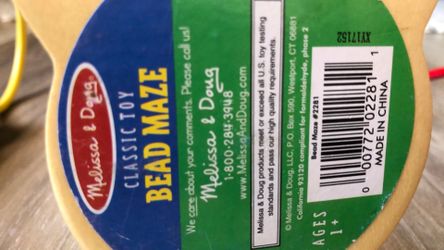 Melissa & Doug®
CLASSIC TOY
BEAD MAZE
We care about your comments. Please call us!
Melissa & Doug
1-800-284-3948
www.MelissaAndDoug.com
Melissa & Doug products meet or exceed all U.S. toy testing
standards and pass our high quality requirements.
© Melissa & Doug, LLC, P.O. Box 590, Westport, CT 06881
California 93120 compliant for formaldehyde, phase 2
Bead Maze #2281
0 00772 02281 1
MADE IN CHINA
XY17152
AGES
1+